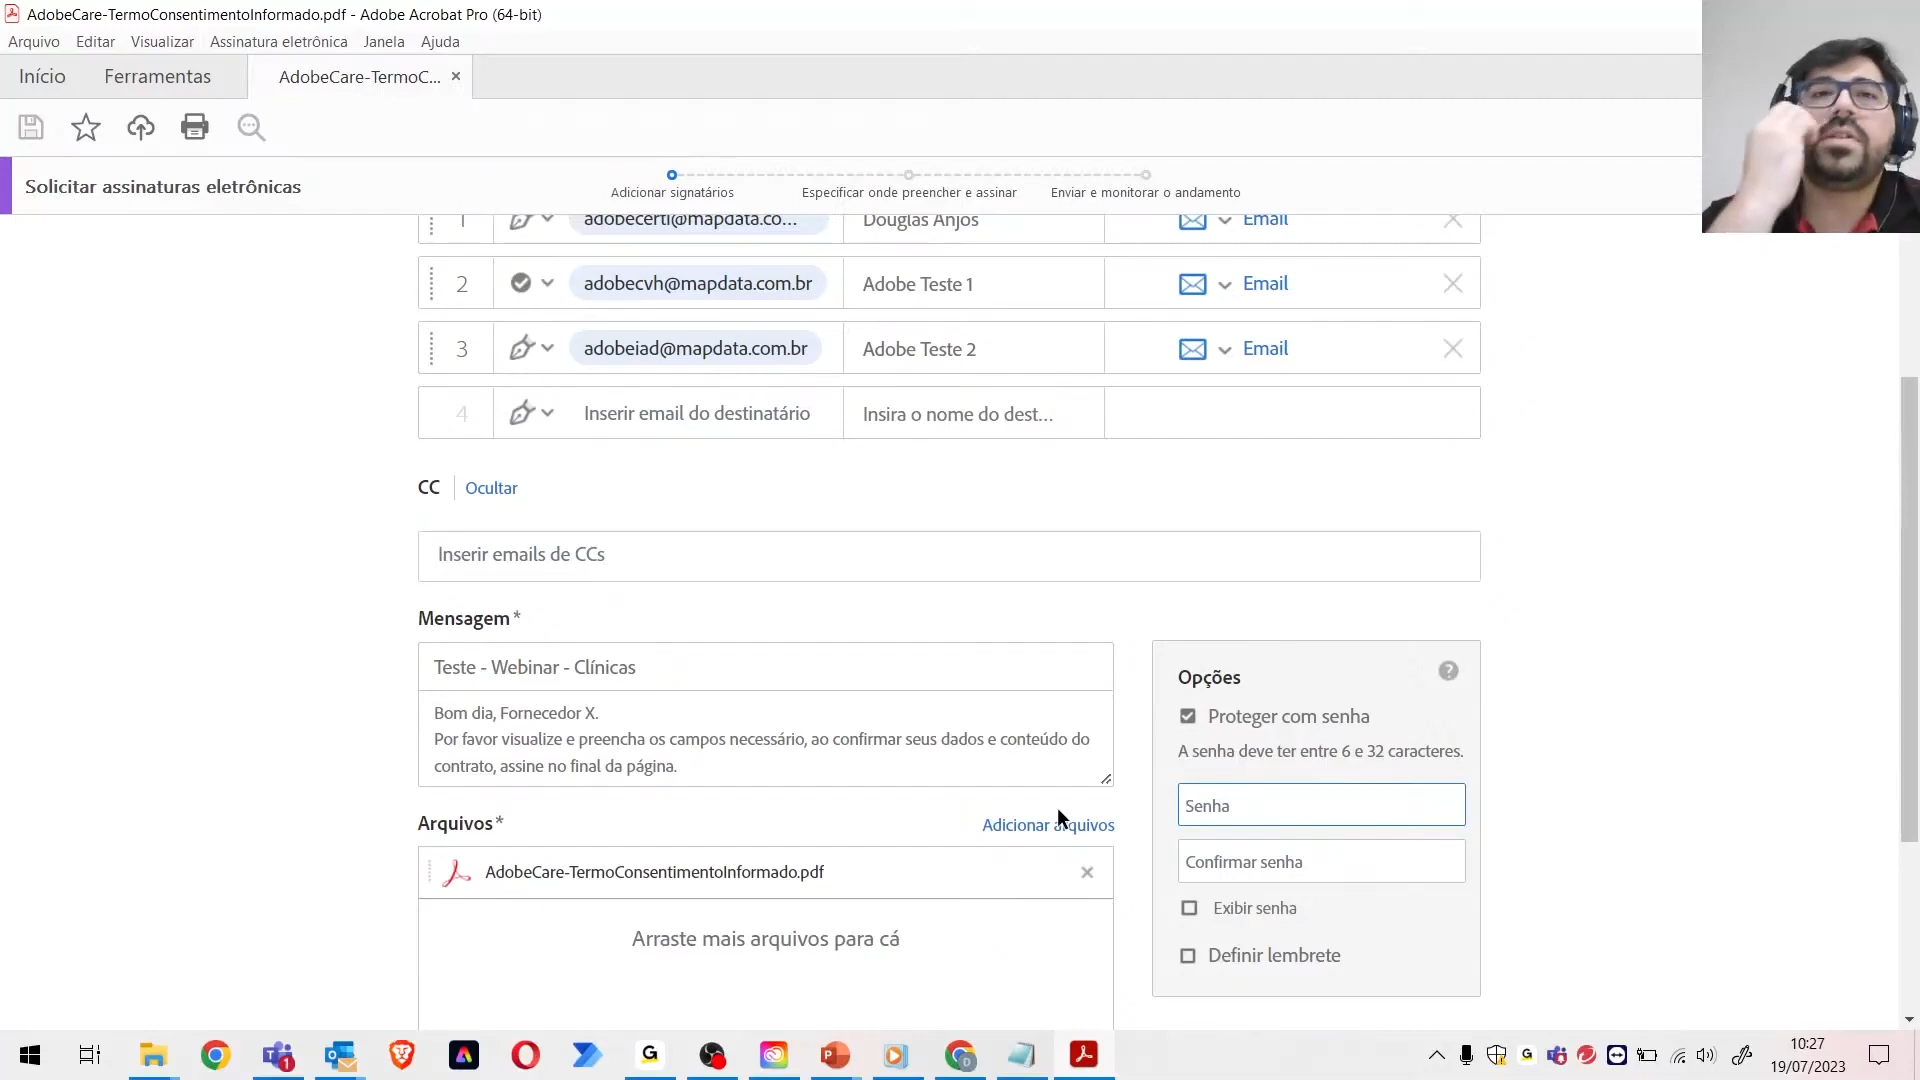 AdobeCare-TermoConsentimentoInformado.pdf - Adobe Acrobat Pro (64-bit)
Arquivo Editar Visualizar Assinatura eletrônica Janela Ajuda
Início Ferramentas AdobeCare-TermoC...
Solicitar assinaturas eletrônicas
Adicionar signatários Especificar onde preencher e assinar Enviar e monitorar o andamento
1 adobecerti@mapdata.co... Douglas Anjos Email
2 adobecvh@mapdata.com.br Adobe Teste 1 Email
3 adobeiad@mapdata.com.br Adobe Teste 2 Email
4 Inserir email do destinatário Insira o nome do dest...
CC Ocultar
Inserir emails de CCs
Mensagem*
Teste - Webinar - Clínicas
Bom dia, Fornecedor X.
Por favor visualize e preencha os campos necessário, ao confirmar seus dados e conteúdo do
contrato, assine no final da página.
Opções
Proteger com senha
A senha deve ter entre 6 e 32 caracteres.
Senha
Confirmar senha
Exibir senha
Definir lembrete
Arquivos* Adicionar arquivos
AdobeCare-TermoConsentimentoInformado.pdf
Arraste mais arquivos para cá
10:27
19/07/2023